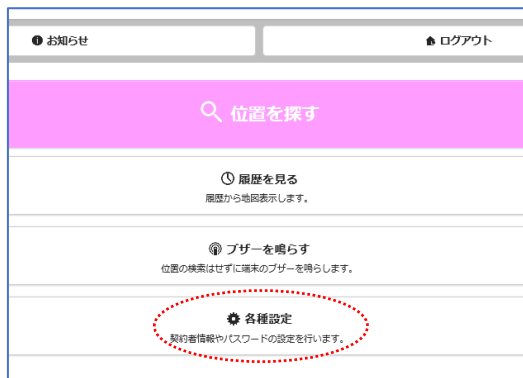 お知らせ
ログアウト
位置を探す
履歴を見る
履歴から地図表示します。
ブザーを鳴らす
位置の検索はせずに端末のブザーを鳴らします。
各種設定
契約者情報やパスワードの設定を行います。